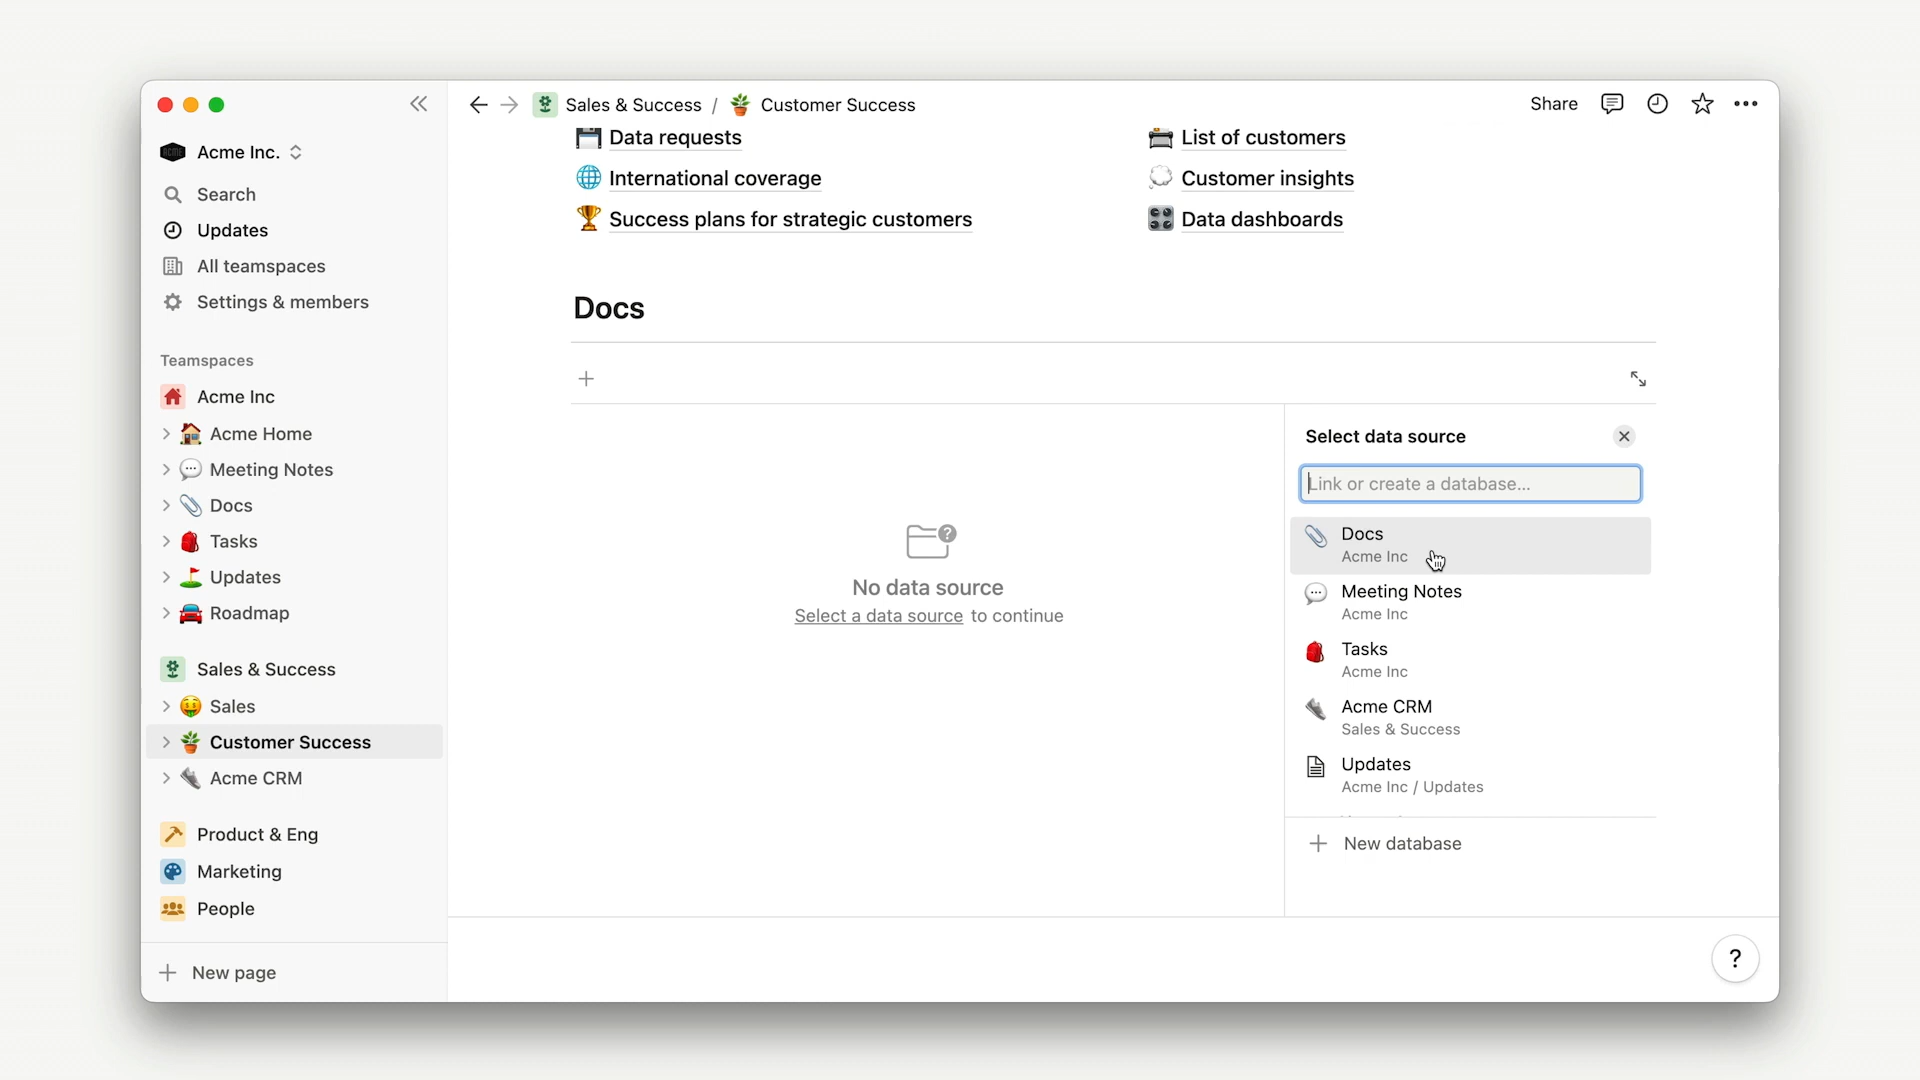 Acme Inc.
Search
Updates
All teamspaces
Settings & members
Teamspaces
Acme Inc
Acme Home
Meeting Notes
Docs
Tasks
Updates
Roadmap
Sales & Success
Sales
Customer Success
Acme CRM
Product & Eng
Marketing
People
New page
Sales & Success / Customer Success
Share
Data requests
International coverage
Success plans for strategic customers
List of customers
Customer insights
Data dashboards
Docs
No data source
Select a data source to continue
Select data source
Link or create a database...
Docs
Acme Inc
Meeting Notes
Acme Inc
Tasks
Acme Inc
Acme CRM
Sales & Success
Updates
Acme Inc / Updates
New database
?